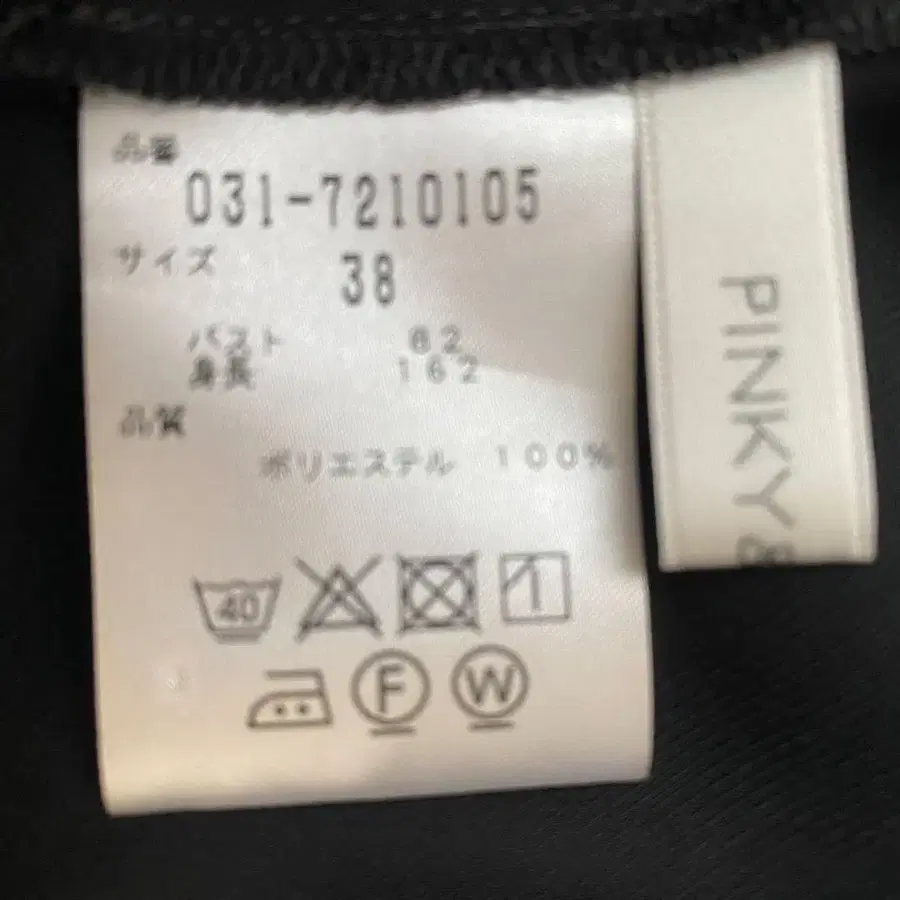 品番
031-7210105
サイズ 38
バスト 82
身長 162
品質
ポリエステル 100%
40
F W
PINKY&